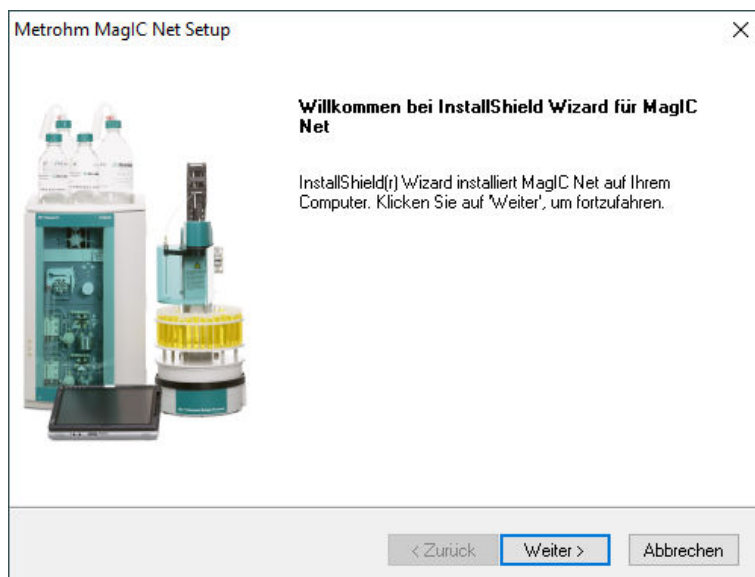 Metrohm MagIC Net Setup
Willkommen bei InstallShield Wizard für MagIC
Net
InstallShield(r) Wizard installiert MagIC Net auf Ihrem
Computer. Klicken Sie auf 'Weiter', um fortzufahren.
< Zurück
Weiter >
Abbrechen